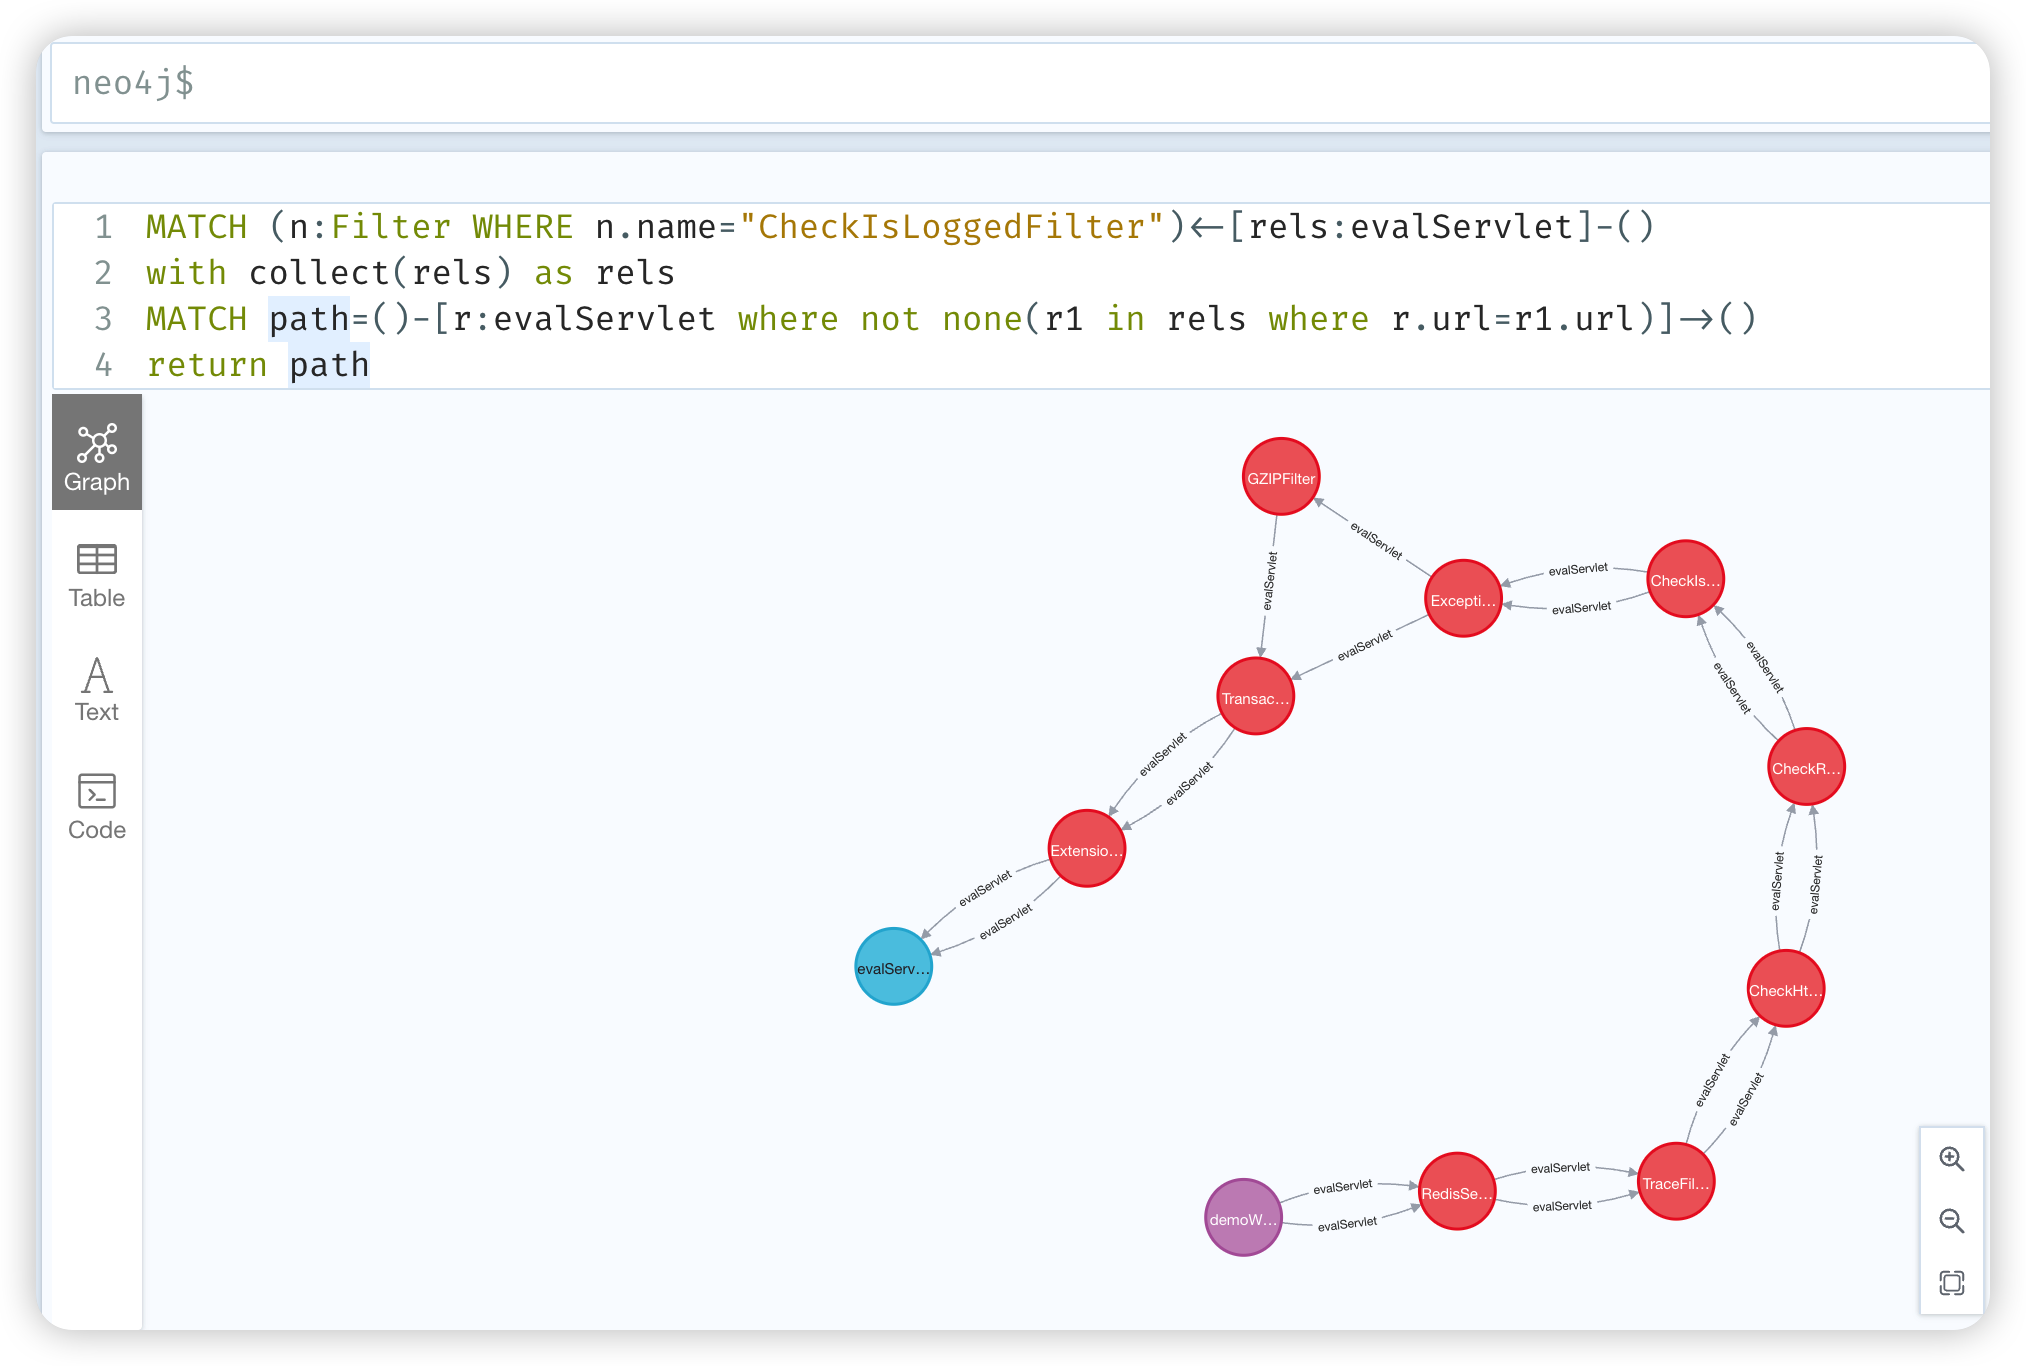 neo4j$
1 MATCH (n:Filter WHERE n.name="CheckIsLoggedFilter")<-[rels:evalServlet]-()
2 with collect(rels) as rels
3 MATCH path=()-[r:evalServlet where not none(r1 in rels where r.url=r1.url)]->()
4 return path
Graph
Table
Text
Code
GZIPFilter
evalServlet
evalServlet
CheckIs...
evalServlet
evalServlet
Excepti...
evalServlet
evalServlet
evalServlet
Transac...
CheckR...
evalServlet
evalServlet
Extensio...
evalServlet
evalServlet
evalServlet
evalServlet
evalServ...
CheckHt...
evalServlet
evalServlet
evalServlet
evalServlet
RedisSe...
TraceFil...
evalServlet
evalServlet
demoW...